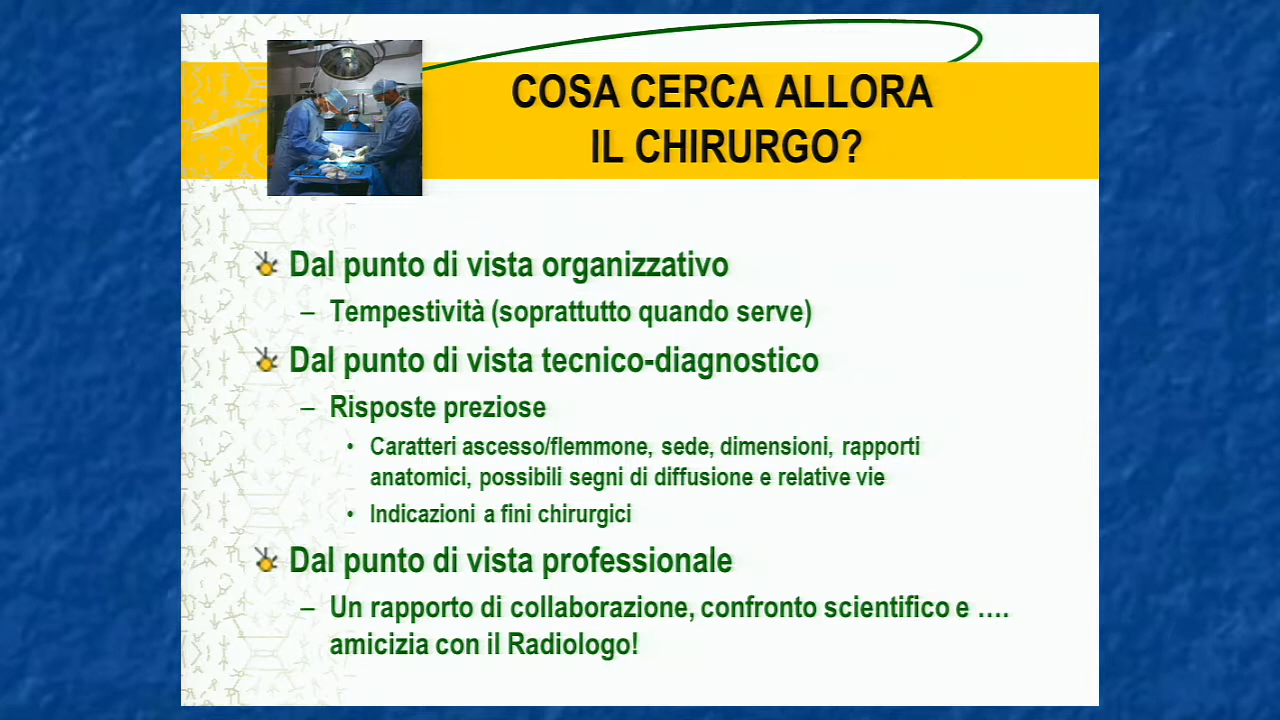 COSA CERCA ALLORA
IL CHIRURGO?
Dal punto di vista organizzativo
– Tempestività (soprattutto quando serve)
Dal punto di vista tecnico-diagnostico
– Risposte preziose
• Caratteri ascesso/flemmone, sede, dimensioni, rapporti
anatomici, possibili segni di diffusione e relative vie
• Indicazioni a fini chirurgici
Dal punto di vista professionale
– Un rapporto di collaborazione, confronto scientifico e ….
amicizia con il Radiologo!